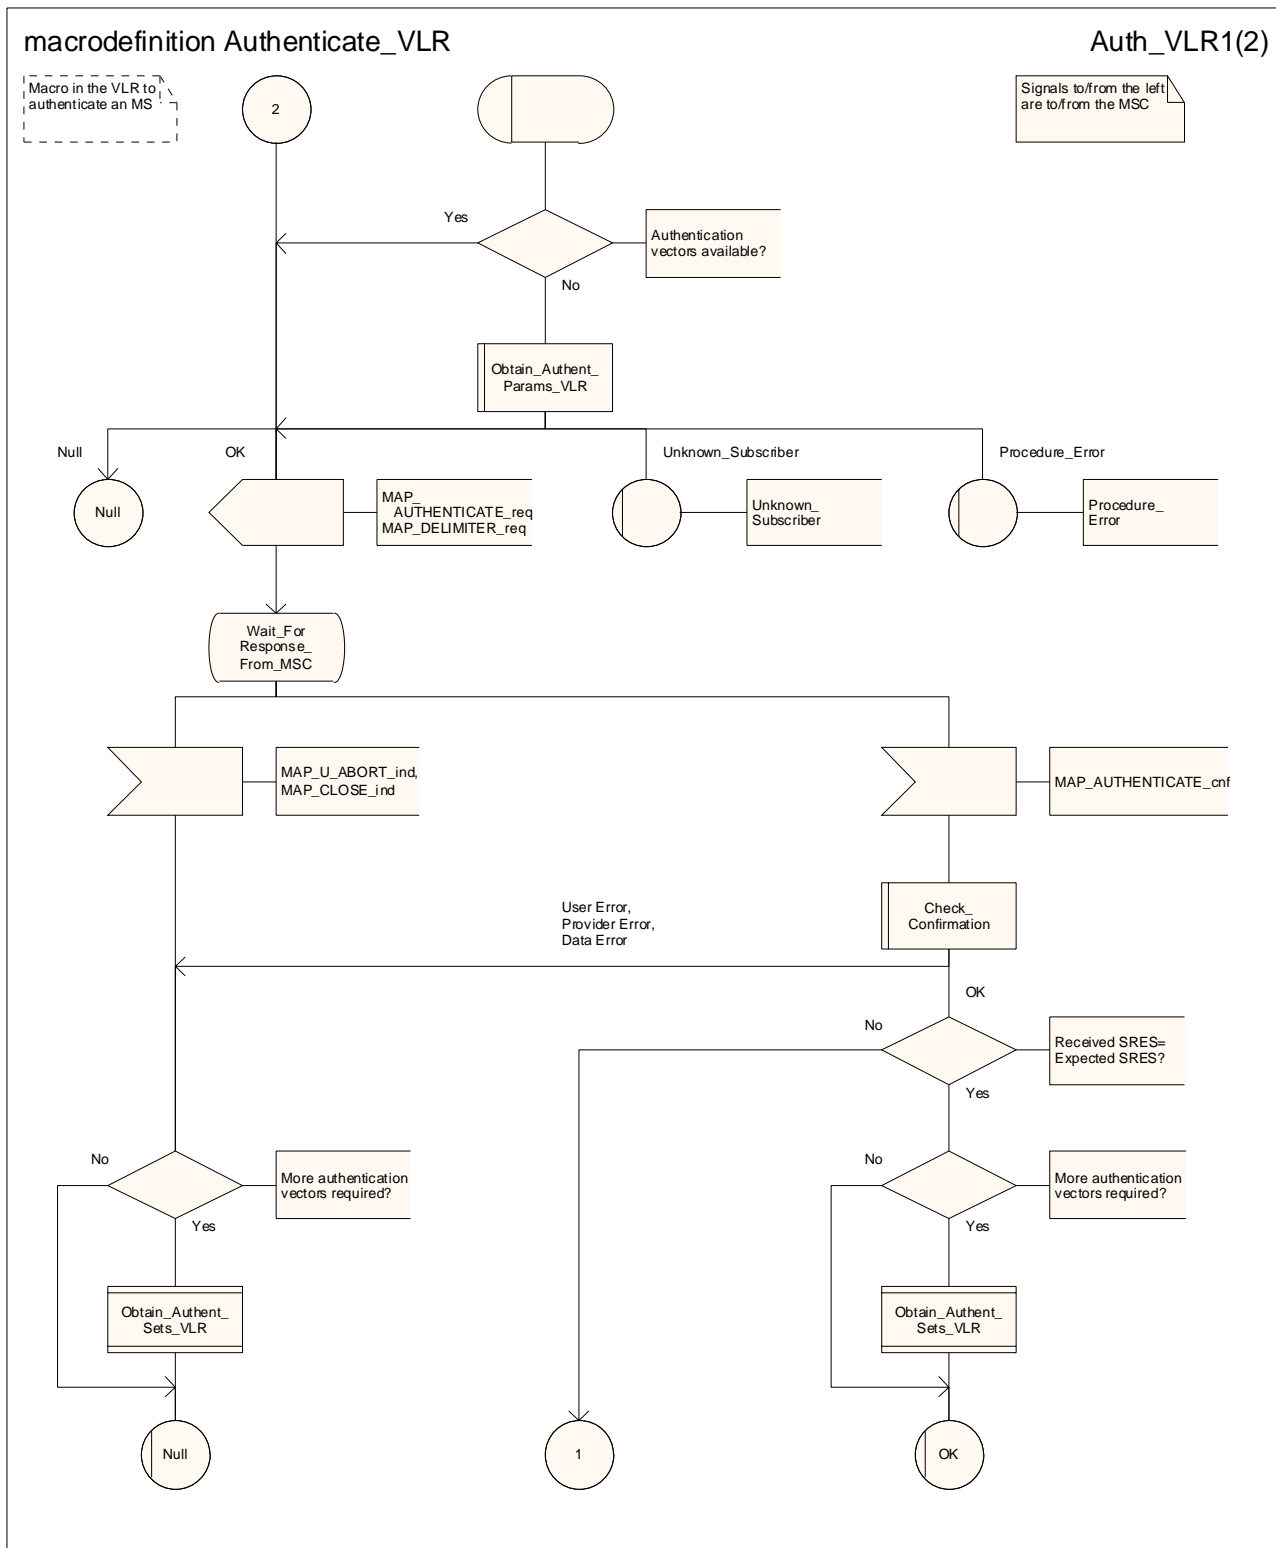 macrodefinition Authenticate_VLR
Auth_VLR1(2)
Macro in the VLR to
authenticate an MS
2
Signals to/from the left
are to/from the MSC
Yes
Authentication
vectors available?
No
Obtain_Authent_
Params_VLR
Null
OK
Unknown_Subscriber
Procedure_Error
Null
MAP_
AUTHENTICATE_req
MAP_DELIMITER_req
Unknown_
Subscriber
Procedure_
Error
Wait_For
Response_
From_MSC
MAP_U_ABORT_ind,
MAP_CLOSE_ind
MAP_AUTHENTICATE_cnf
User Error,
Provider Error,
Data Error
Check_
Confirmation
OK
No
Received SRES=
Expected SRES?
Yes
No
More authentication
vectors required?
Yes
No
More authentication
vectors required?
Yes
Obtain_Authent_
Sets_VLR
Obtain_Authent_
Sets_VLR
Null
1
OK